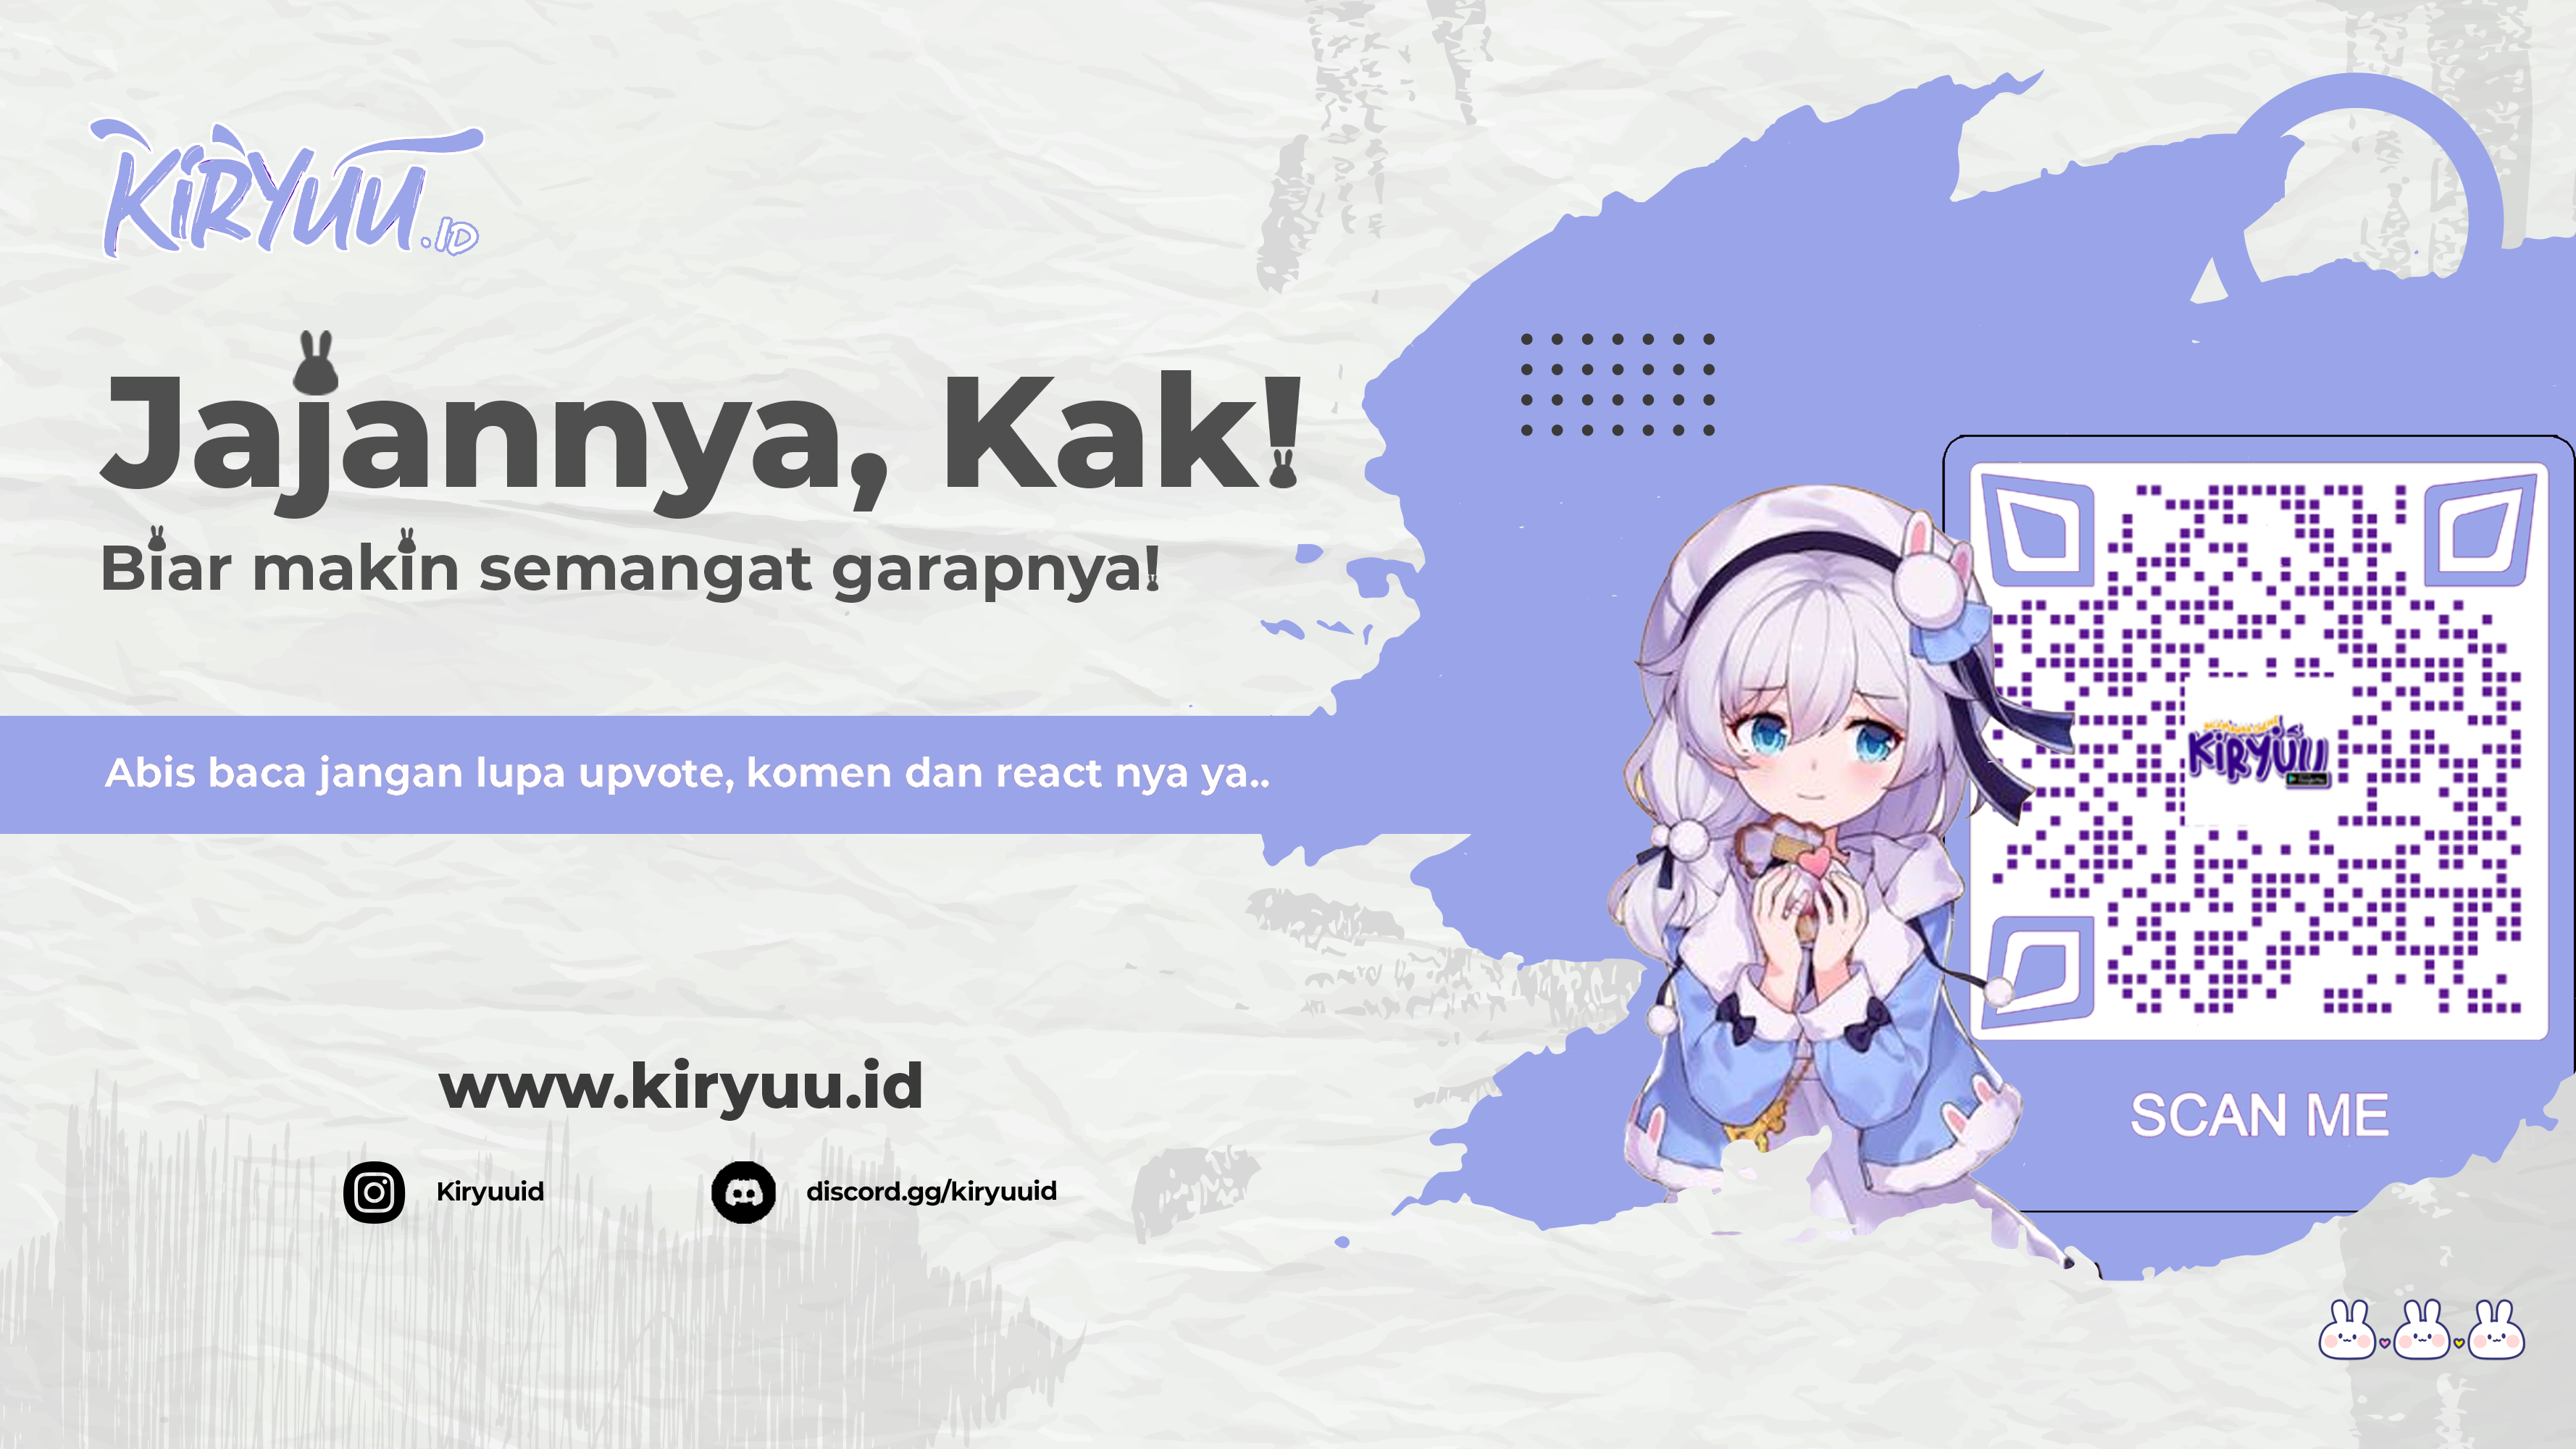 KIRYUU.ID
Jajannya, Kak!
Biar makin semangat garapnya!
Abis baca jangan lupa upvote, komen dan react nya ya..
www.kiryuu.id
Kiryuuid
discord.gg/kiryuuid
KIRYUU
SCAN ME